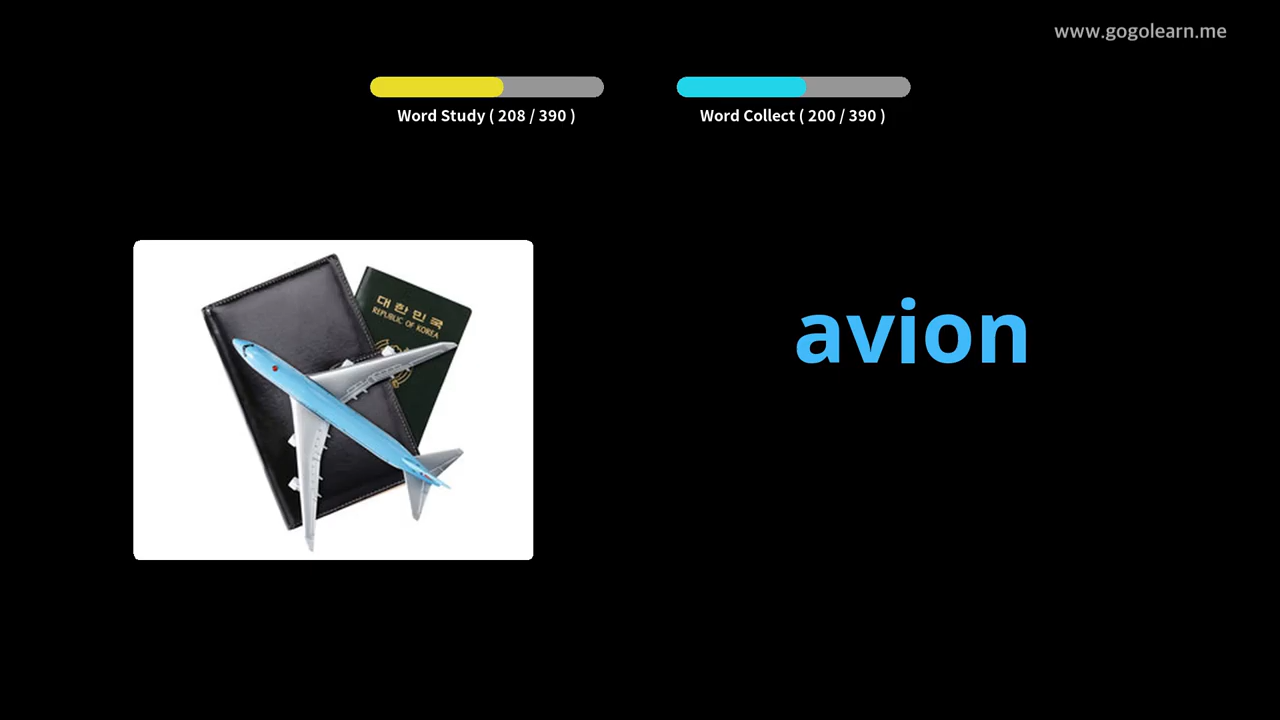 www.gogolearn.me
Word Study ( 208 / 390 )
Word Collect ( 200 / 390 )
대한민국
REPUBLIC OF KOREA
avion